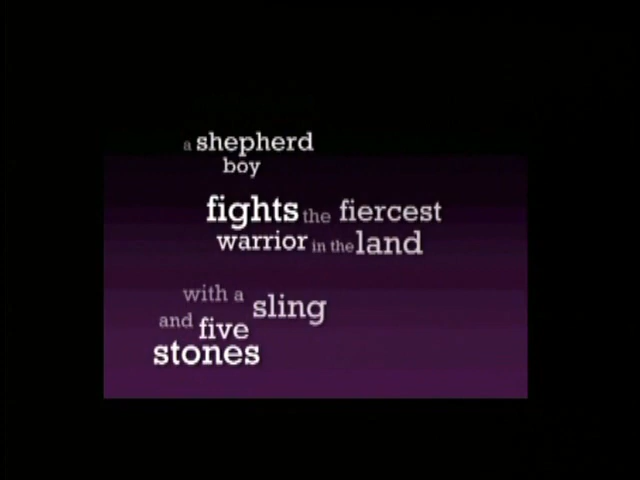 a shepherd
boy
fights the fiercest
warrior in the land
with a sling
and five
stones